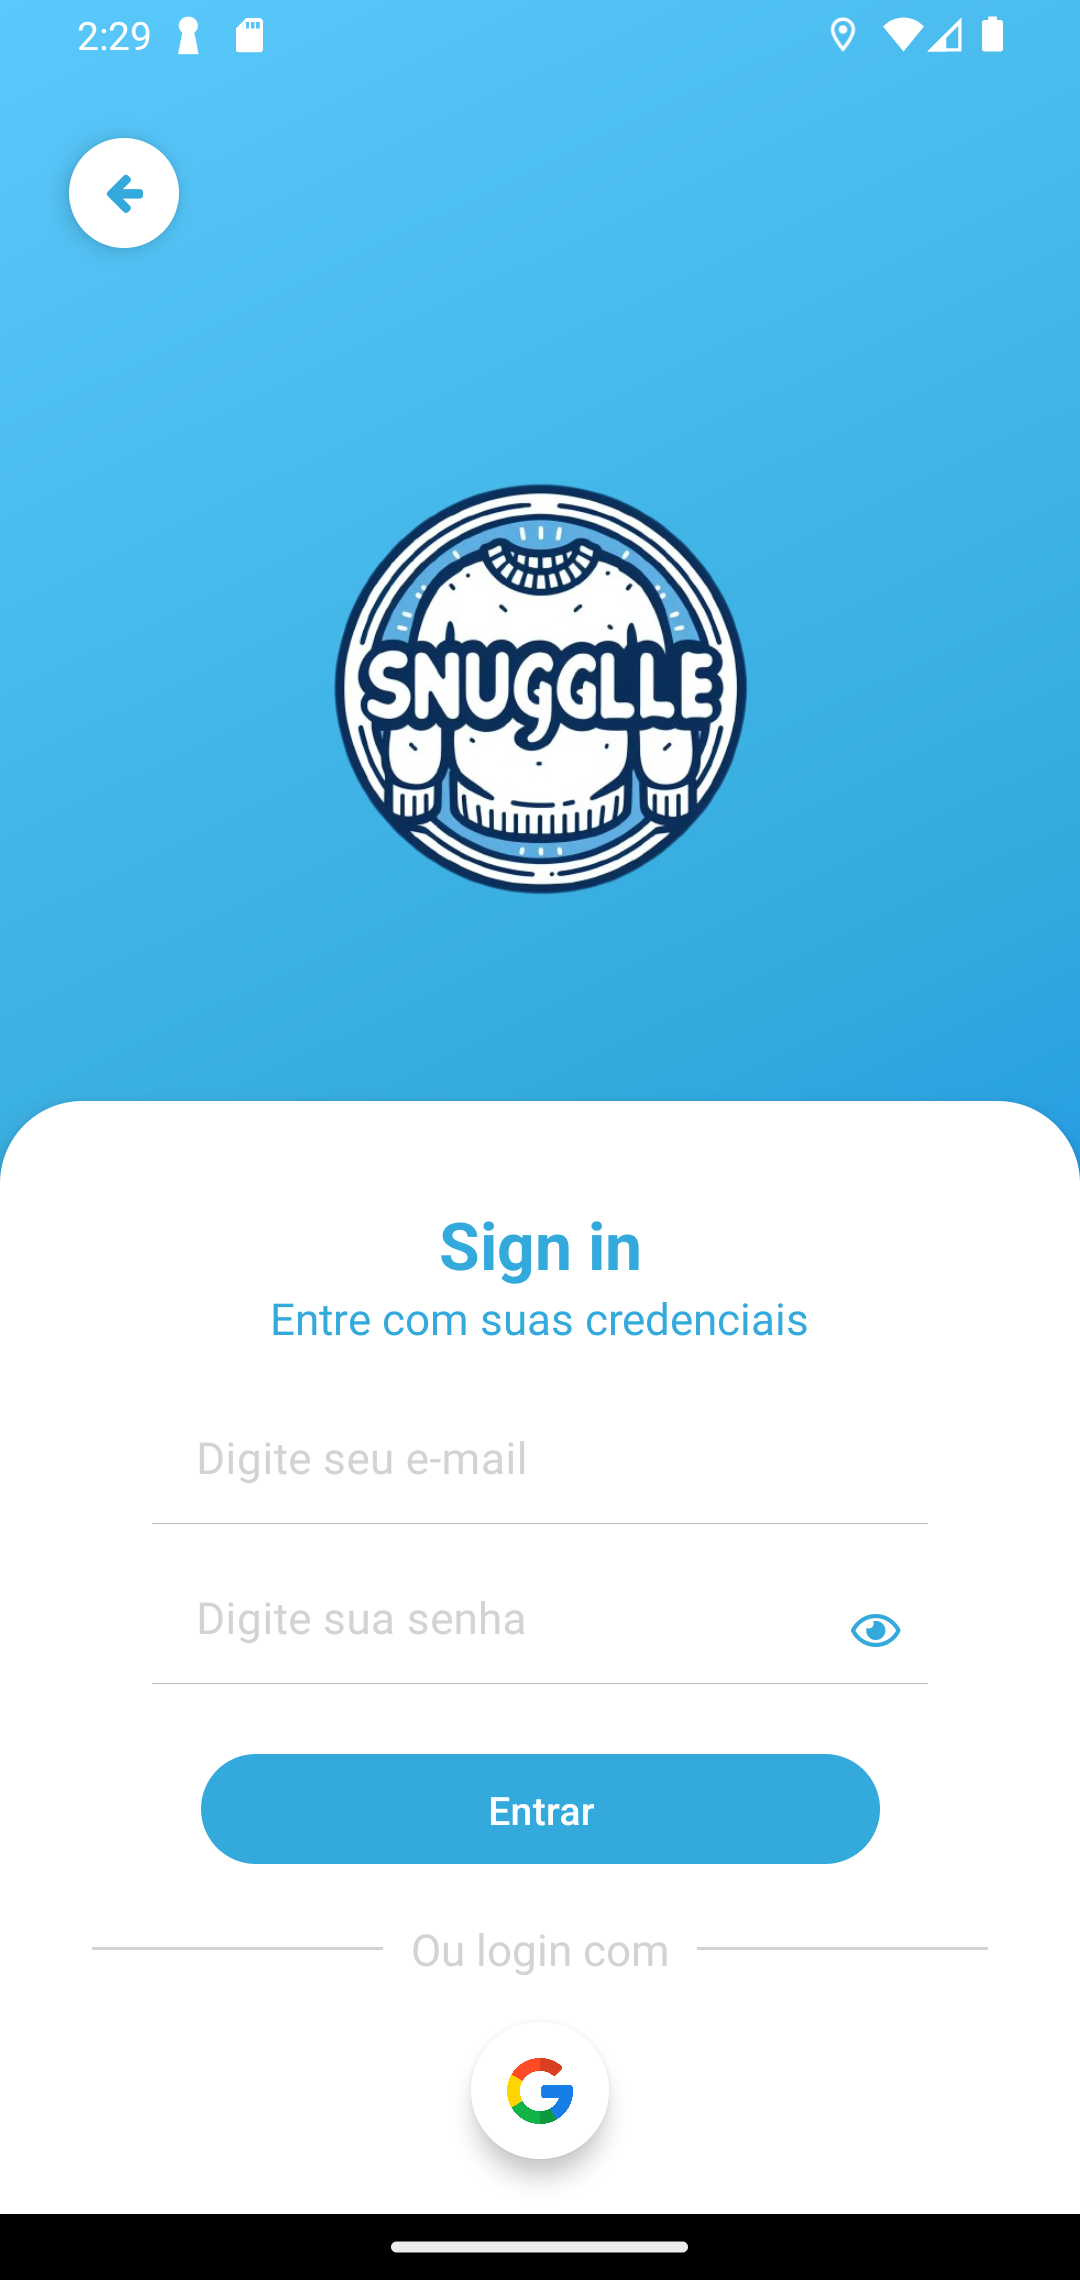 2:29
SNUGGLLE
Sign in
Entre com suas credenciais
Digite seu e-mail
Digite sua senha
Entrar
Ou login com